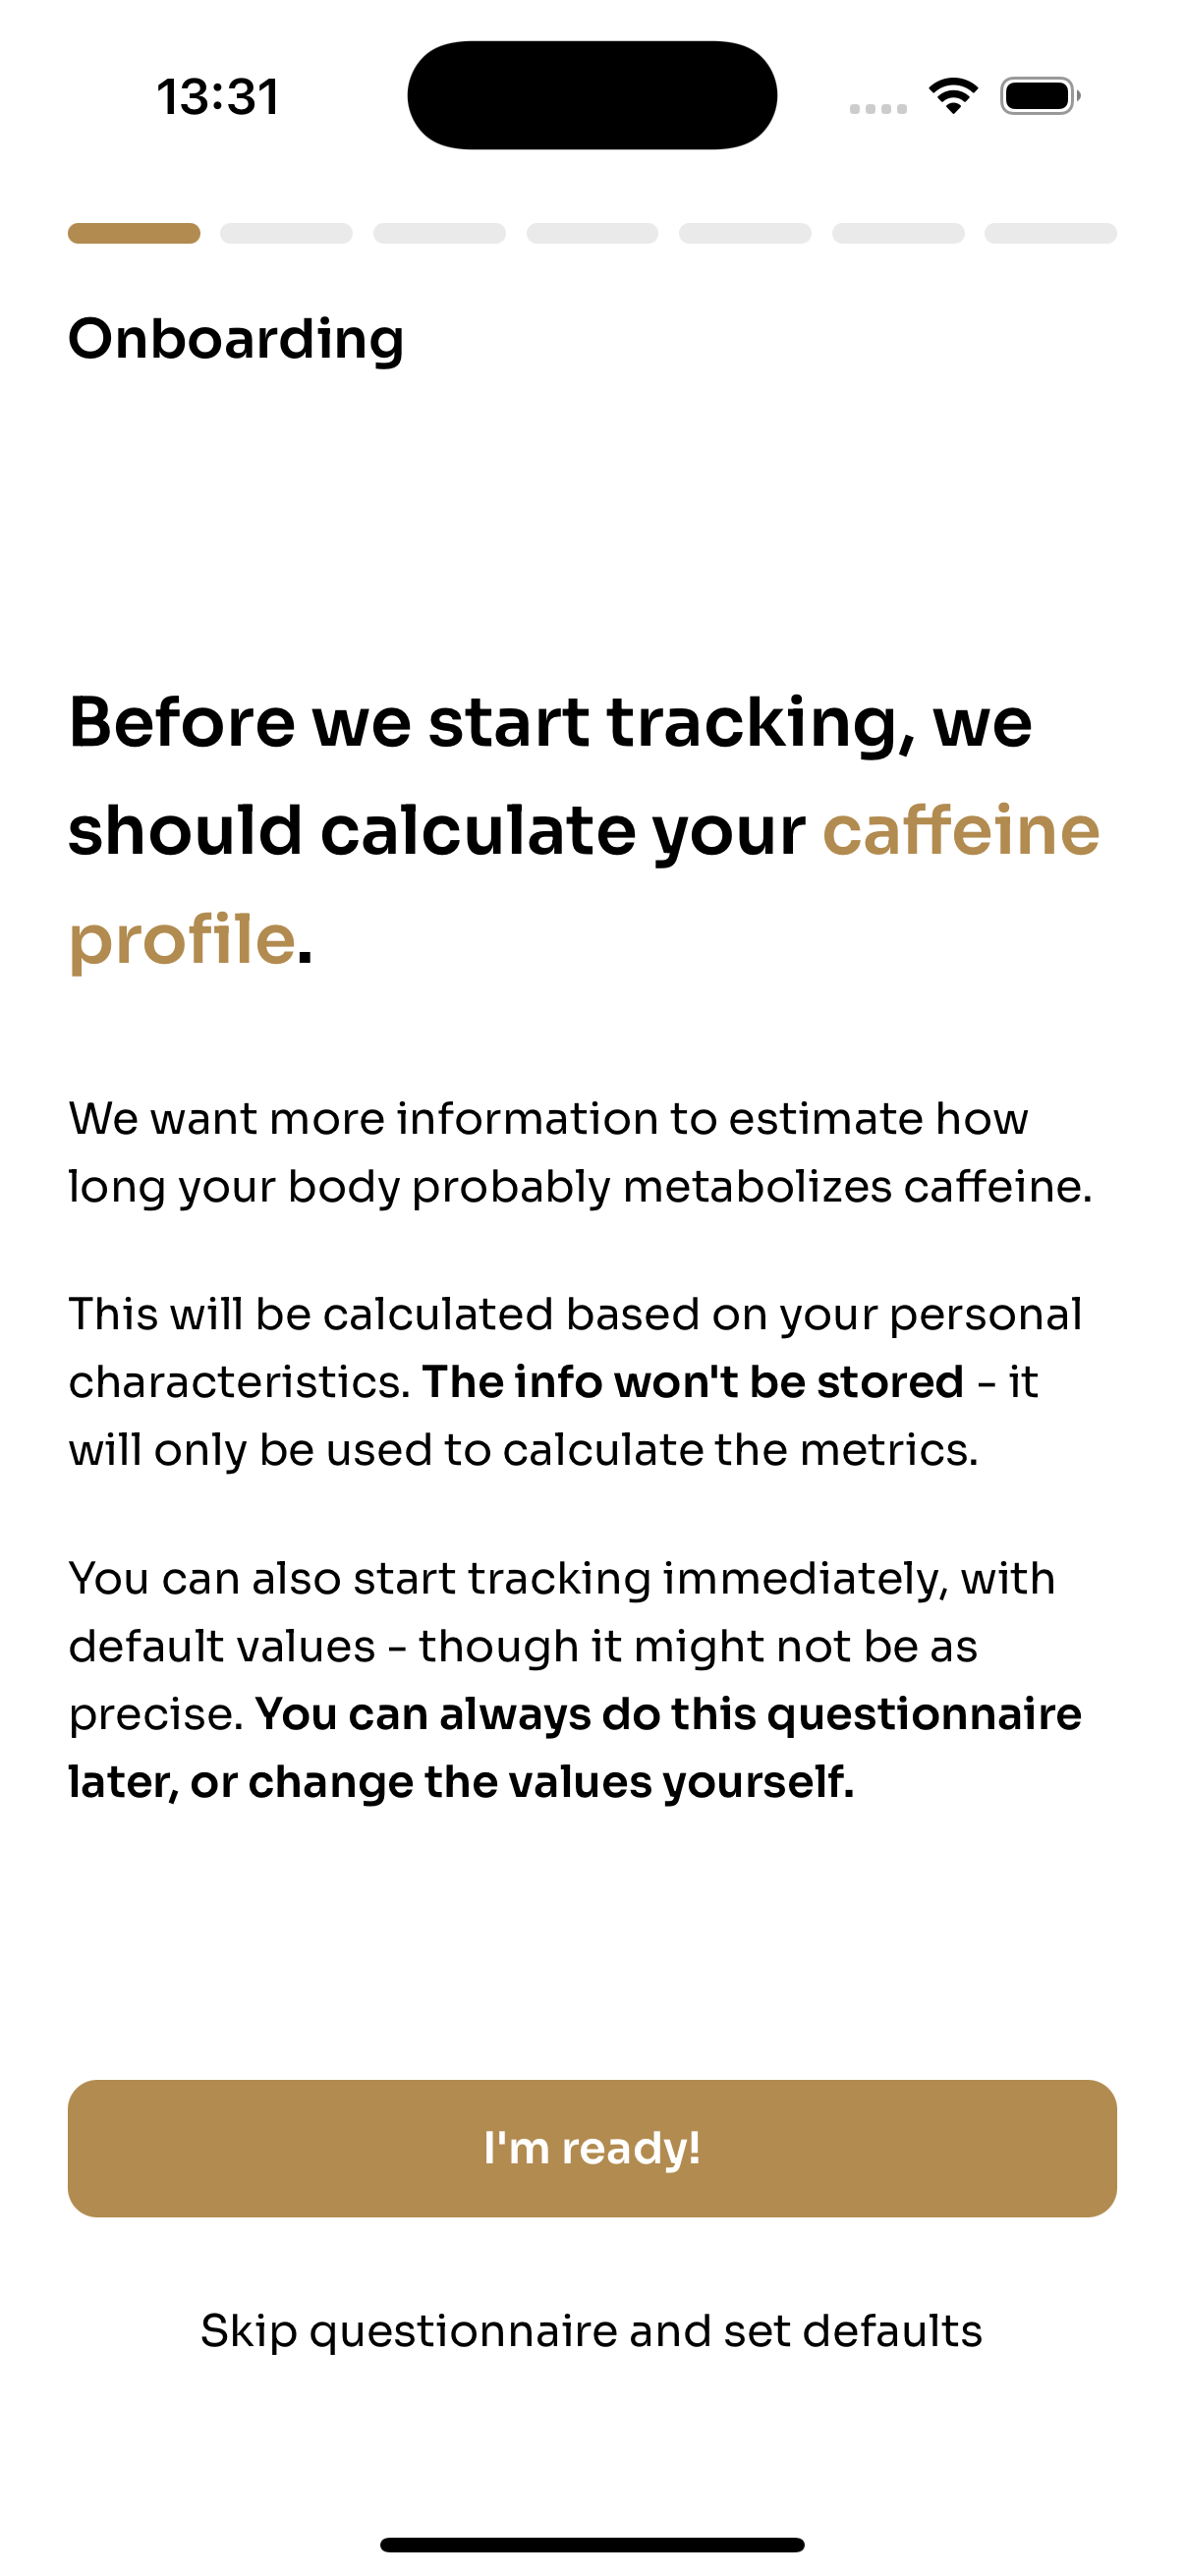 13:31
Onboarding
Before we start tracking, we
should calculate your caffeine
profile.
We want more information to estimate how
long your body probably metabolizes caffeine.
This will be calculated based on your personal
characteristics. The info won't be stored - it
will only be used to calculate the metrics.
You can also start tracking immediately, with
default values - though it might not be as
precise. You can always do this questionnaire
later, or change the values yourself.
I'm ready!
Skip questionnaire and set defaults